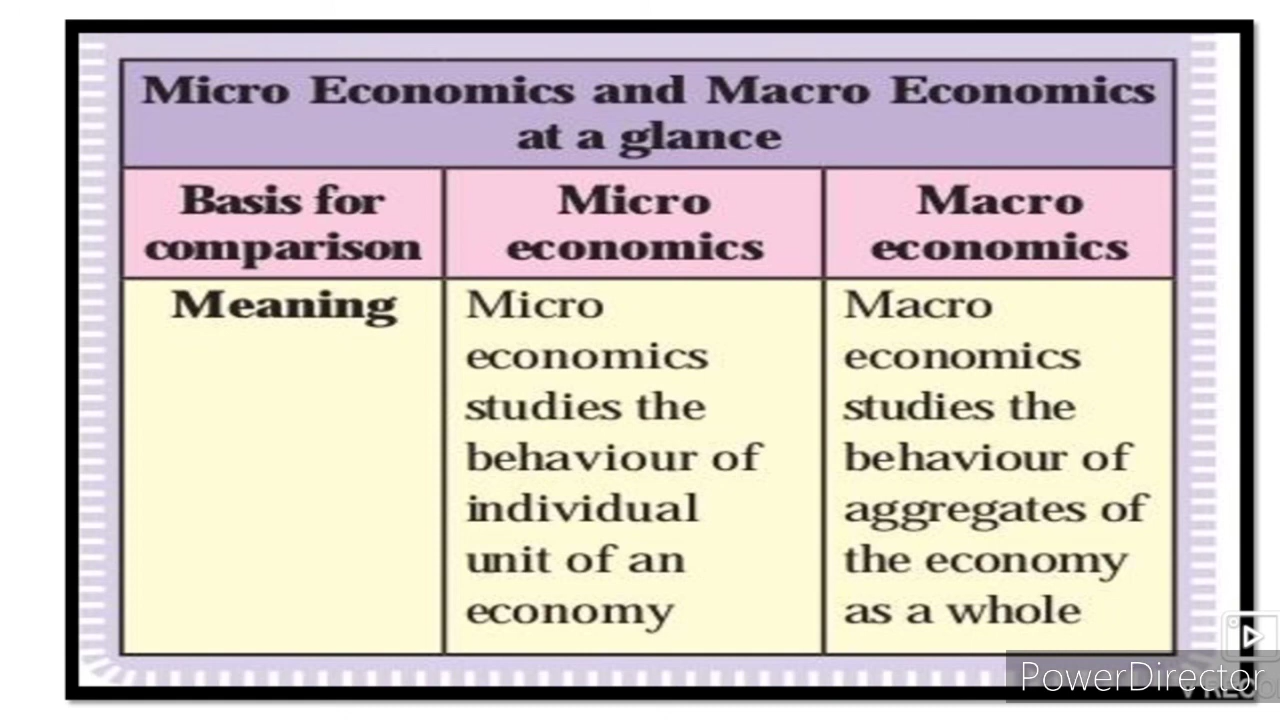 Micro Economics and Macro Economics
at a glance
Basis for
comparison
Micro
economics
Macro
economics
Meaning
Micro
economics
studies the
behaviour of
individual
unit of an
economy
Macro
economics
studies the
behaviour of
aggregates of
the economy
as a whole
PowerDirector